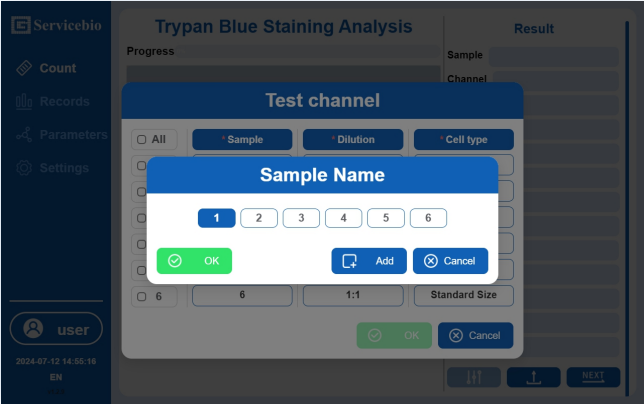 Servicebio
Trypan Blue Staining Analysis
Result
Progress
Sample
Count
Channel
Test channel
Records
Parameters
All
* Sample
* Dilution
* Cell type
Settings
Sample Name
1 2 3 4 5 6
OK
Add
Cancel
6 6 1:1 Standard Size
user
OK
Cancel
2024-07-12 14:55:16
EN
NEXT